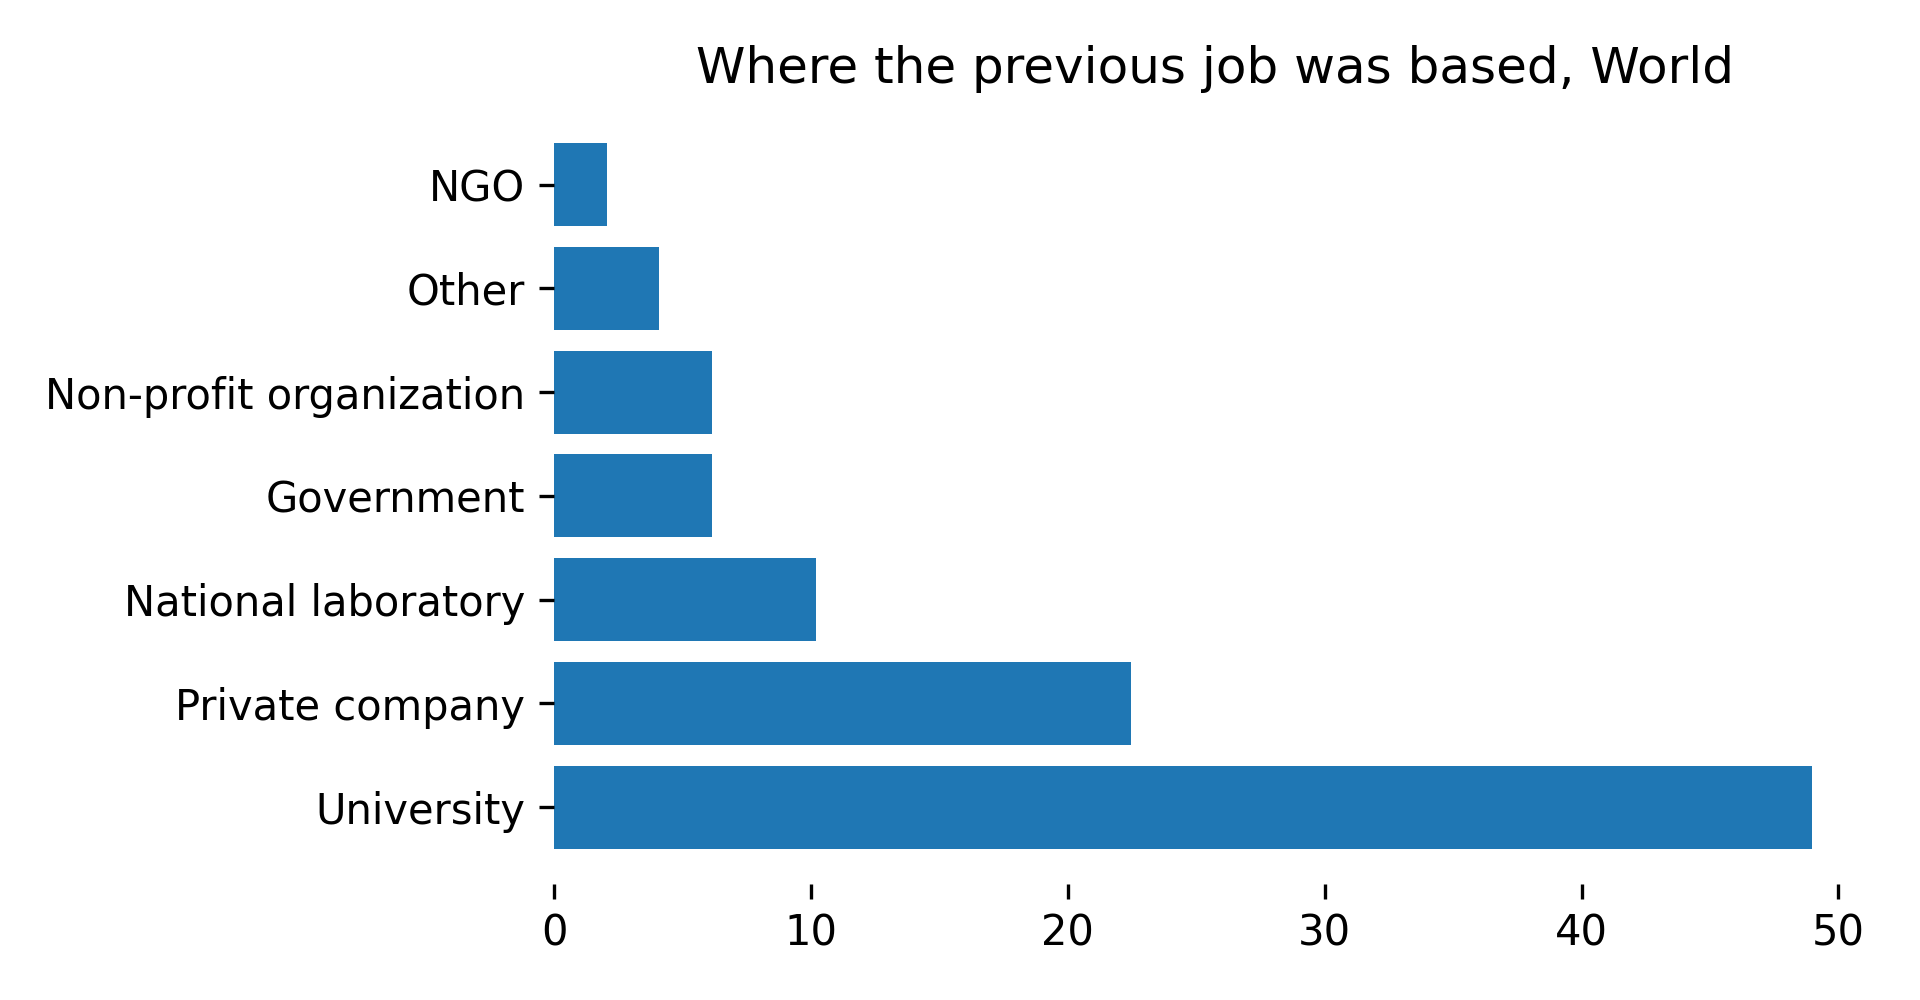 Where the previous job was based, World
NGO
Other
Non-profit organization
Government
National laboratory
Private company
University
0 10 20 30 40 50